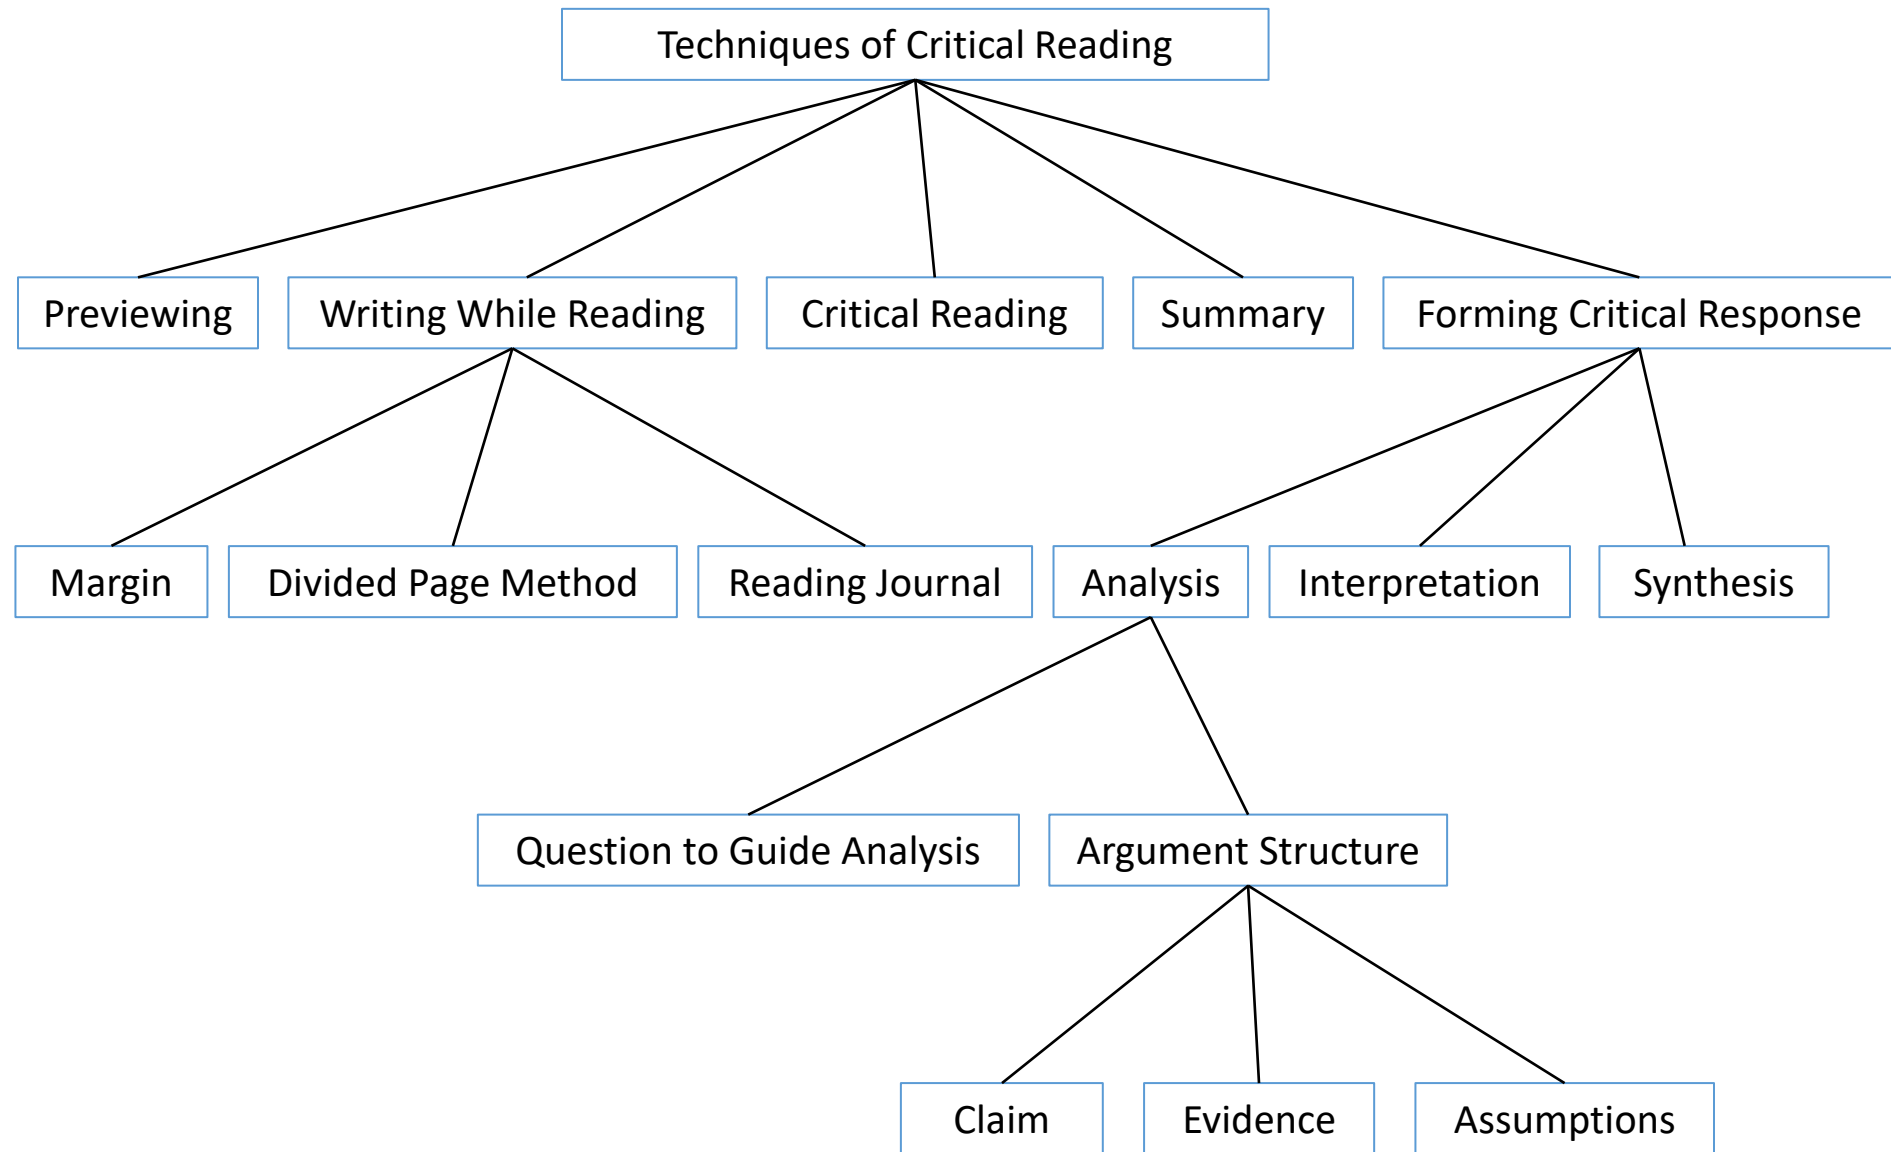 Techniques of Critical Reading
Previewing
Writing While Reading
Critical Reading
Summary
Forming Critical Response
Margin
Divided Page Method
Reading Journal
Analysis
Interpretation
Synthesis
Question to Guide Analysis
Argument Structure
Claim
Evidence
Assumptions